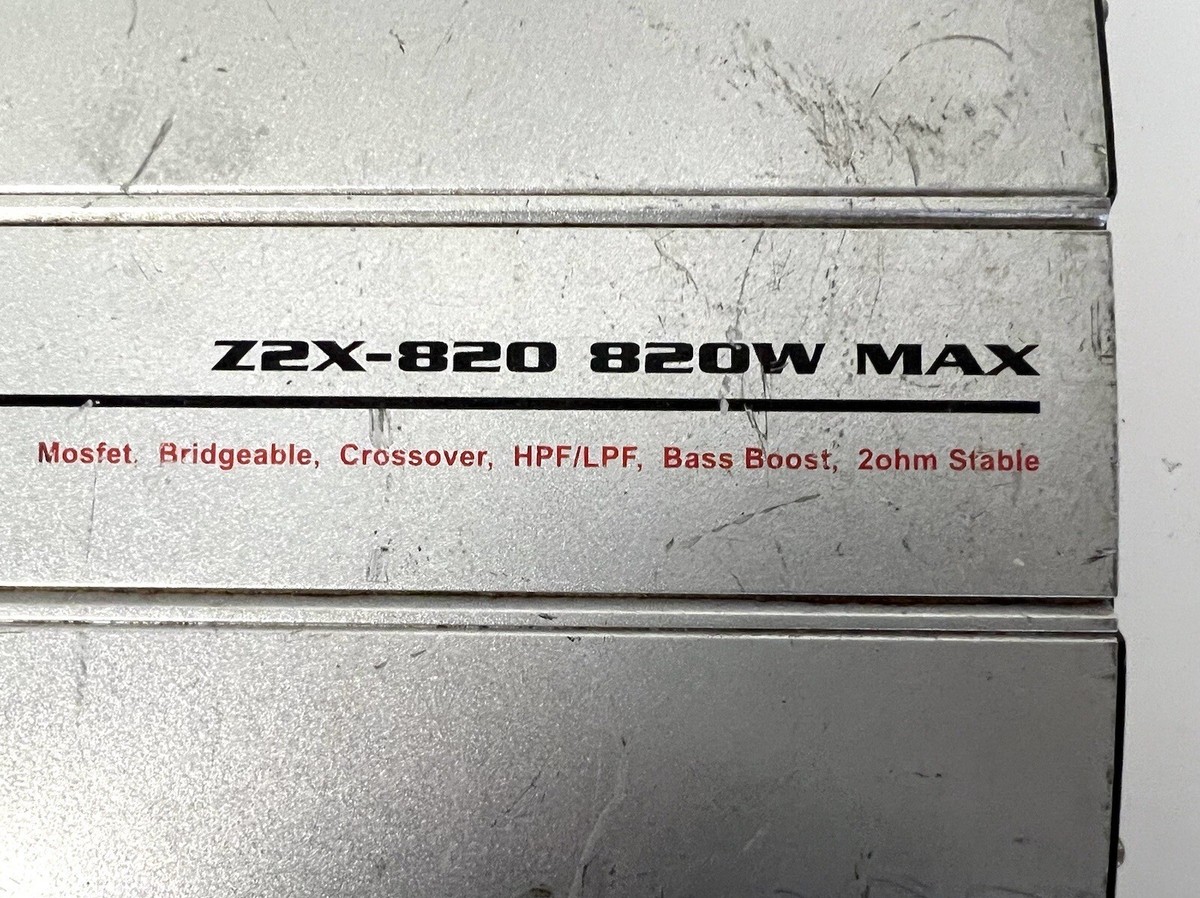 Z2X-820 820W MAX
Mosfet, Bridgeable, Crossover, HPF/LPF, Bass Boost, 2ohm Stable